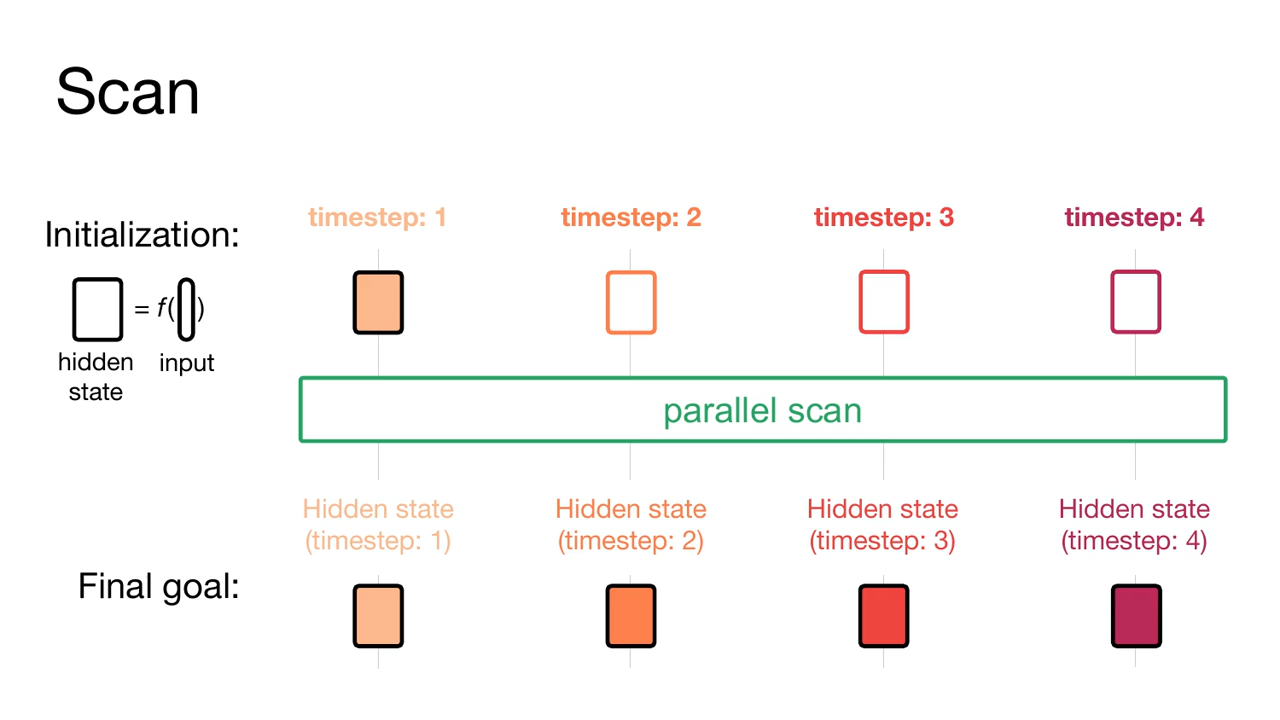 Scan
Initialization:
= f( )
hidden
state
input
timestep: 1
timestep: 2
timestep: 3
timestep: 4
parallel scan
Hidden state
(timestep: 1)
Hidden state
(timestep: 2)
Hidden state
(timestep: 3)
Hidden state
(timestep: 4)
Final goal: